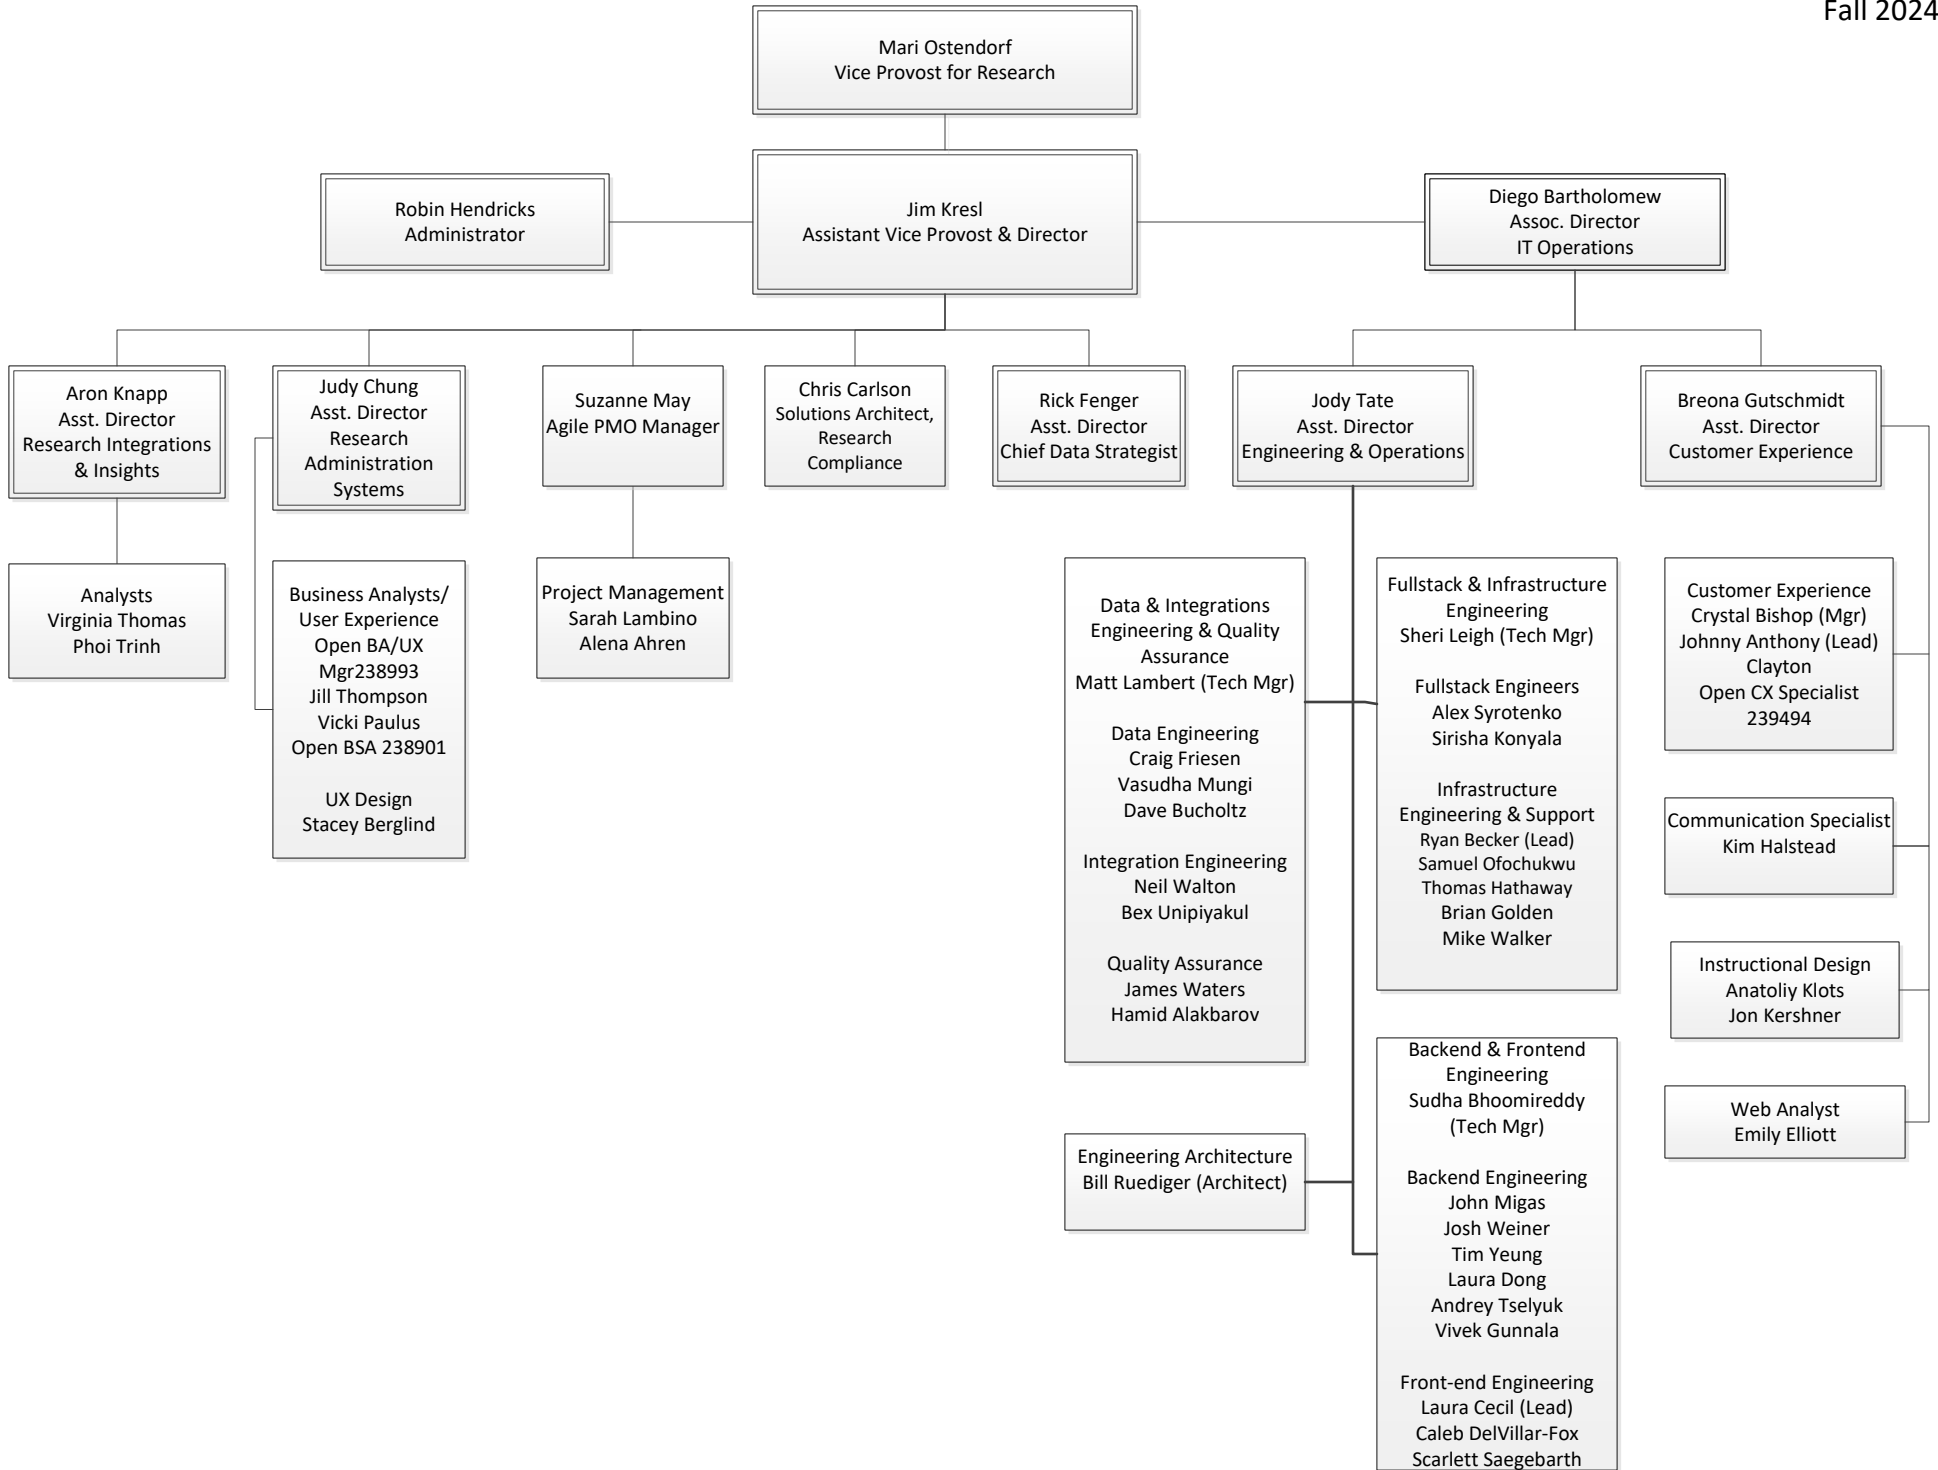 Fall 2024
Mari Ostendorf
Vice Provost for Research
Robin Hendricks
Administrator
Jim Kresl
Assistant Vice Provost & Director
Diego Bartholomew
Assoc. Director
IT Operations
Aron Knapp
Asst. Director
Research Integrations
& Insights
Judy Chung
Asst. Director
Research
Administration
Systems
Suzanne May
Agile PMO Manager
Chris Carlson
Solutions Architect,
Research
Compliance
Rick Fenger
Asst. Director
Chief Data Strategist
Jody Tate
Asst. Director
Engineering & Operations
Breona Gutschmidt
Asst. Director
Customer Experience
Analysts
Virginia Thomas
Phoi Trinh
Business Analysts/
User Experience
Open BA/UX
Mgr238993
Jill Thompson
Vicki Paulus
Open BSA 238901
UX Design
Stacey Berglind
Project Management
Sarah Lambino
Alena Ahren
Data & Integrations
Engineering & Quality
Assurance
Matt Lambert (Tech Mgr)
Data Engineering
Craig Friesen
Vasudha Mungi
Dave Bucholtz
Integration Engineering
Neil Walton
Bex Unipiyakul
Quality Assurance
James Waters
Hamid Alakbarov
Fullstack & Infrastructure
Engineering
Sheri Leigh (Tech Mgr)
Fullstack Engineers
Alex Syrotenko
Sirisha Konyala
Infrastructure
Engineering & Support
Ryan Becker (Lead)
Samuel Ofochukwu
Thomas Hathaway
Brian Golden
Mike Walker
Customer Experience
Crystal Bishop (Mgr)
Johnny Anthony (Lead)
Clayton
Open CX Specialist
239494
Communication Specialist
Kim Halstead
Instructional Design
Anatoliy Klots
Jon Kershner
Web Analyst
Emily Elliott
Engineering Architecture
Bill Ruediger (Architect)
Backend & Frontend
Engineering
Sudha Bhoomireddy
(Tech Mgr)
Backend Engineering
John Migas
Josh Weiner
Tim Yeung
Laura Dong
Andrey Tselyuk
Vivek Gunnala
Front-end Engineering
Laura Cecil (Lead)
Caleb DelVillar-Fox
Scarlett Saegebarth